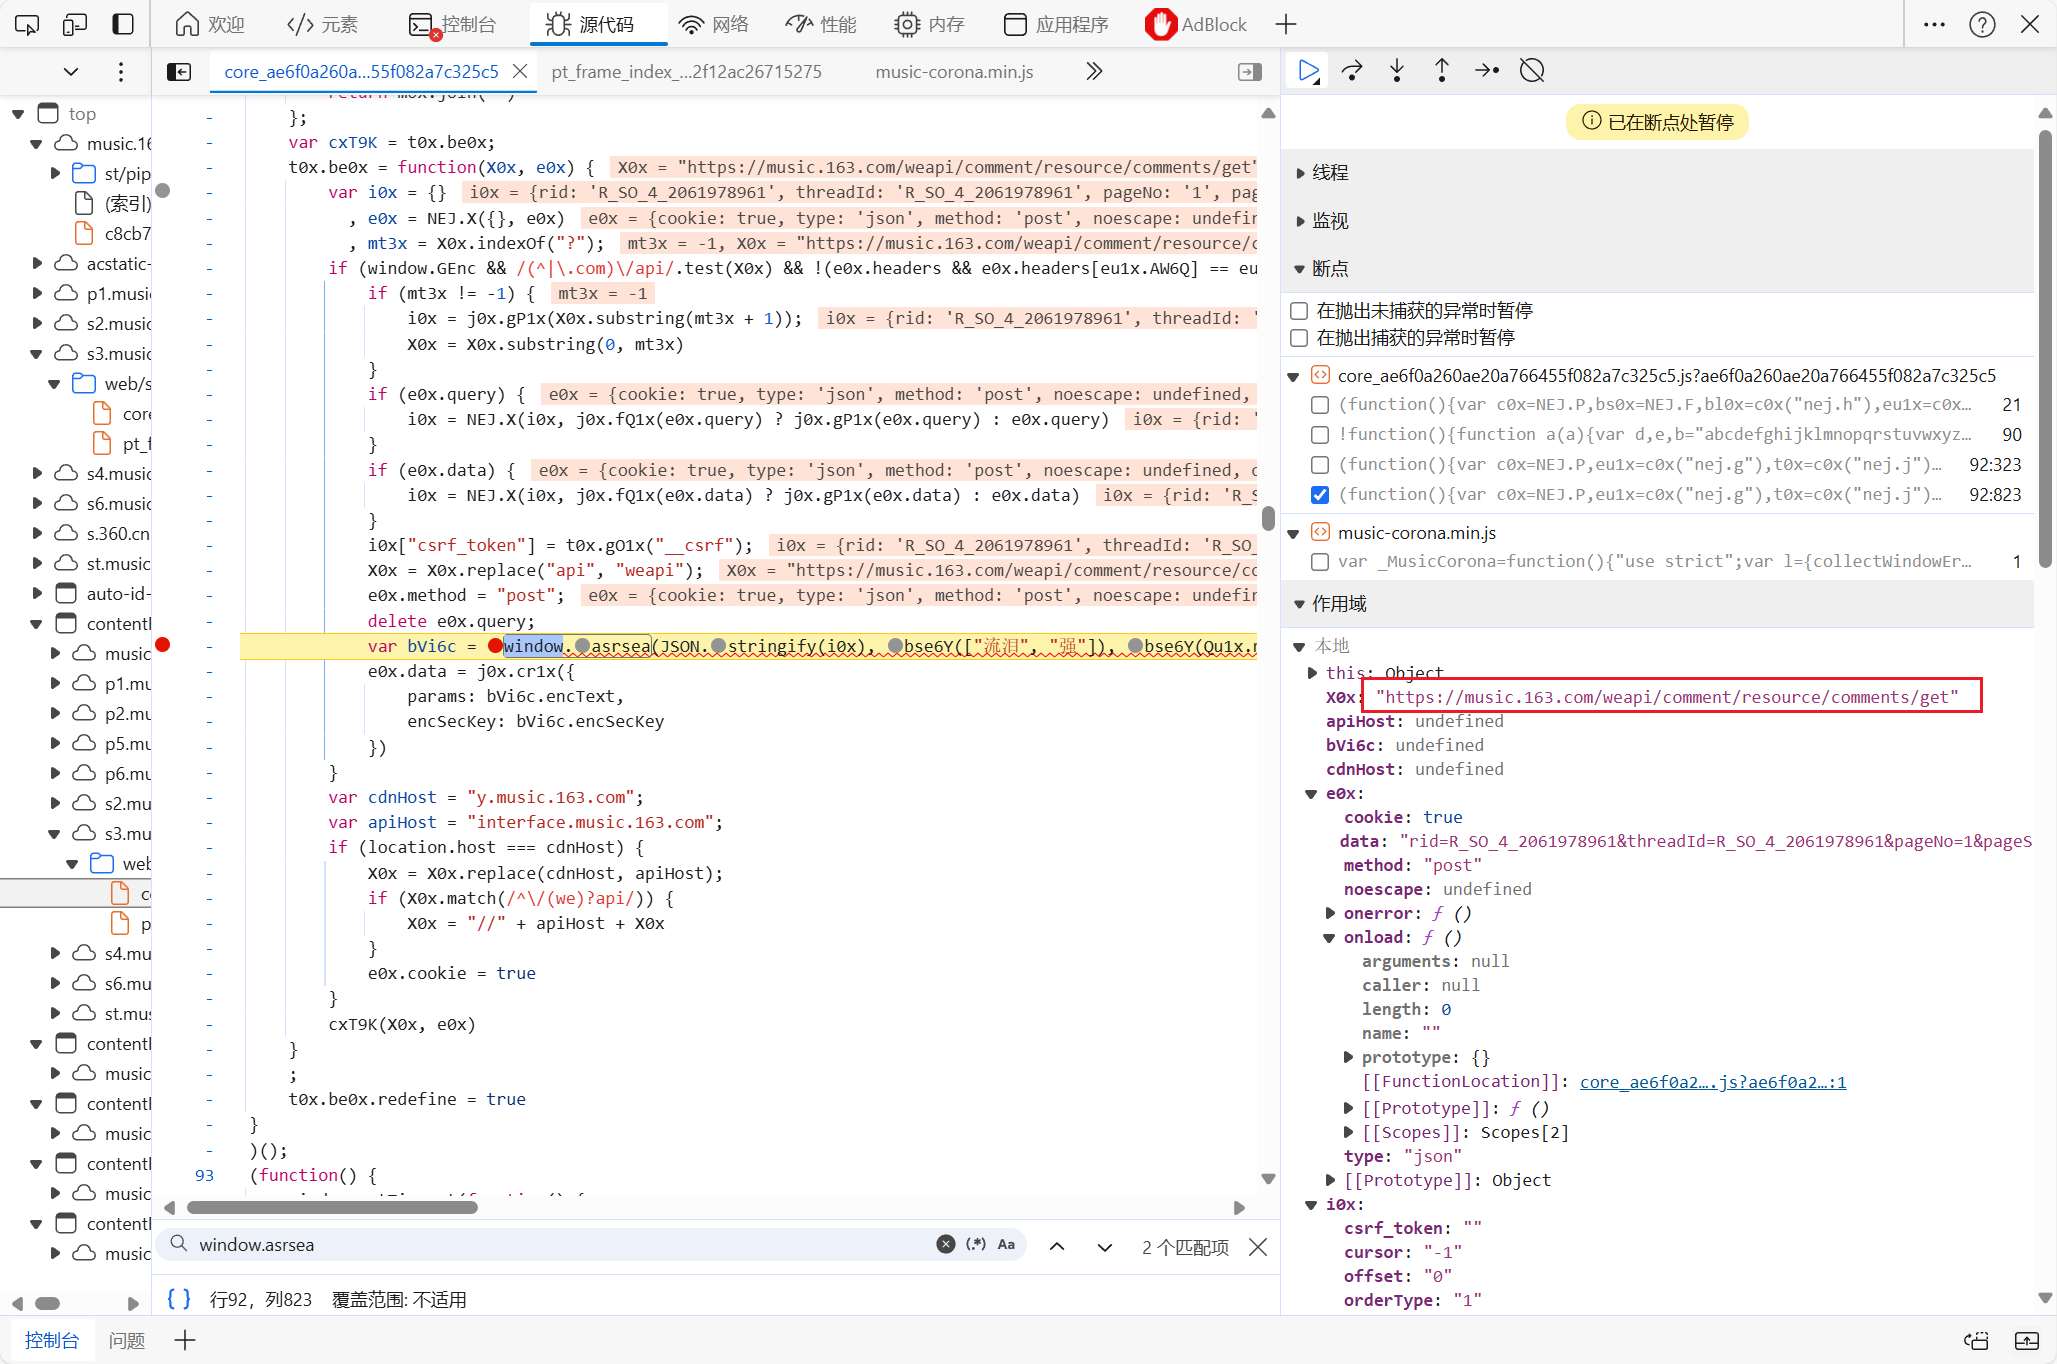 欢迎
元素
控制台
源代码
网络
性能
内存
应用程序
AdBlock
core_ae6f0a260a...55f082a7c325c5
pt_frame_index_...2f12ac26715275
music-corona.min.js
top
music.16
st/pip
(索引)
c8cb7
acstatic-
p1.music
s2.music
s3.music
web/s
core
pt_f
s4.music
s6.music
s.360.cn
st.music
auto-id-
contentl
music
p1.mu
p2.mu
p5.mu
p6.mu
s2.mu
s3.mu
web
s4.mu
s6.mu
st.mus
contentl
music
contentl
music
contentl
music
contentl
music
};
var cxT9K = t0x.be0x;
t0x.be0x = function(X0x, e0x) { X0x = "https://music.163.com/weapi/comment/resource/comments/get"
var i0x = {} i0x = {rid: 'R_SO_4_2061978961', threadId: 'R_SO_4_2061978961', pageNo: '1', pag
, e0x = NEJ.X({}, e0x) e0x = {cookie: true, type: 'json', method: 'post', noescape: undefin
, mt3x = X0x.indexOf("?"); mt3x = -1, X0x = "https://music.163.com/weapi/comment/resource/c
if (window.GEnc && /(^|\.com)\/api/.test(X0x) && !(e0x.headers && e0x.headers[eu1x.AW6Q] == eu
if (mt3x != -1) { mt3x = -1
i0x = j0x.gP1x(X0x.substring(mt3x + 1)); i0x = {rid: 'R_SO_4_2061978961', threadId: '
X0x = X0x.substring(0, mt3x)
}
if (e0x.query) { e0x = {cookie: true, type: 'json', method: 'post', noescape: undefined,
i0x = NEJ.X(i0x, j0x.fQ1x(e0x.query) ? j0x.gP1x(e0x.query) : e0x.query) i0x = {rid: '
}
if (e0x.data) { e0x = {cookie: true, type: 'json', method: 'post', noescape: undefined, d
i0x = NEJ.X(i0x, j0x.fQ1x(e0x.data) ? j0x.gP1x(e0x.data) : e0x.data) i0x = {rid: 'R_S
}
i0x["csrf_token"] = t0x.gO1x("__csrf"); i0x = {rid: 'R_SO_4_2061978961', threadId: 'R_SO_
X0x = X0x.replace("api", "weapi"); X0x = "https://music.163.com/weapi/comment/resource/co
e0x.method = "post"; e0x = {cookie: true, type: 'json', method: 'post', noescape: undefin
delete e0x.query;
var bVi6c = window.asrsea(JSON.stringify(i0x), bse6Y(["流泪", "强"]), bse6Y(Qu1x.m
e0x.data = j0x.cr1x({
params: bVi6c.encText,
encSecKey: bVi6c.encSecKey
})
}
var cdnHost = "y.music.163.com";
var apiHost = "interface.music.163.com";
if (location.host === cdnHost) {
X0x = X0x.replace(cdnHost, apiHost);
if (X0x.match(/^\/(we)?api/)) {
X0x = "//" + apiHost + X0x
}
e0x.cookie = true
}
cxT9K(X0x, e0x)
}
;
t0x.be0x.redefine = true
}
)();
93 (function() {
window.asrsea
(.*)
Aa
2 个匹配项
{ } 行92，列823 覆盖范围: 不适用
控制台
问题
已在断点处暂停
线程
监视
断点
在抛出未捕获的异常时暂停
在抛出捕获的异常时暂停
core_ae6f0a260ae20a766455f082a7c325c5.js?ae6f0a260ae20a766455f082a7c325c5
(function(){var c0x=NEJ.P,bs0x=NEJ.F,bl0x=c0x("nej.h"),eu1x=c0x… 21
!function(){function a(a){var d,e,b="abcdefghijklmnopqrstuvwxyz… 90
(function(){var c0x=NEJ.P,eu1x=c0x("nej.g"),t0x=c0x("nej.j")… 92:323
(function(){var c0x=NEJ.P,eu1x=c0x("nej.g"),t0x=c0x("nej.j")… 92:823
music-corona.min.js
var _MusicCorona=function(){"use strict";var l={collectWindowEr… 1
作用域
本地
this: Object
X0x: "https://music.163.com/weapi/comment/resource/comments/get"
apiHost: undefined
bVi6c: undefined
cdnHost: undefined
e0x:
cookie: true
data: "rid=R_SO_4_2061978961&threadId=R_SO_4_2061978961&pageNo=1&pageS
method: "post"
noescape: undefined
onerror: ƒ ()
onload: ƒ ()
arguments: null
caller: null
length: 0
name: ""
prototype: {}
[[FunctionLocation]]: core_ae6f0a2….js?ae6f0a2…:1
[[Prototype]]: ƒ ()
[[Scopes]]: Scopes[2]
type: "json"
[[Prototype]]: Object
i0x:
csrf_token: ""
cursor: "-1"
offset: "0"
orderType: "1"